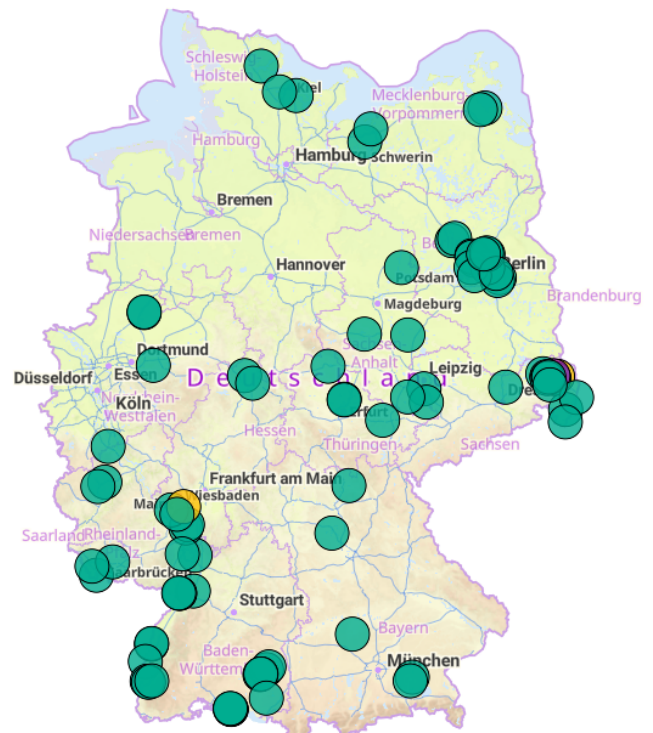 Schleswig-
Holstein
Kiel
Mecklenburg-
Vorpommern
Hamburg
Hamburg
Schwerin
Bremen
Niedersachsen
Bremen
Hannover
Berlin
Potsdam
Brandenburg
Magdeburg
Dortmund
Sachsen-
Anhalt
Leipzig
Düsseldorf
Essen
Deutschland
Nordrhein-
Westfalen
Köln
Erfurt
Hessen
Thüringen
Sachsen
Frankfurt am Main
Wiesbaden
Saarland
Rheinland-
Pfalz
Saarbrücken
Stuttgart
Bayern
Baden-
Württem
München